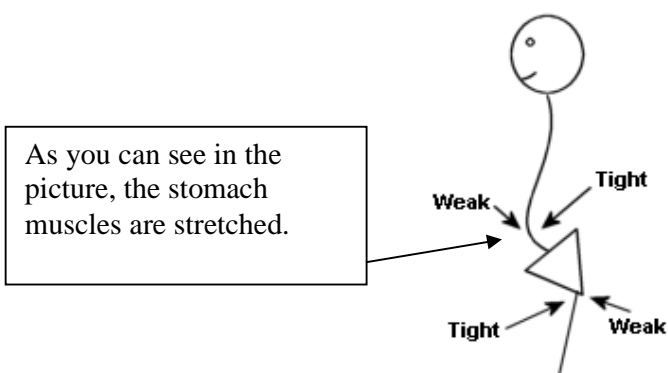 As you can see in the
picture, the stomach
muscles are stretched.
Tight
Weak
Tight
Weak